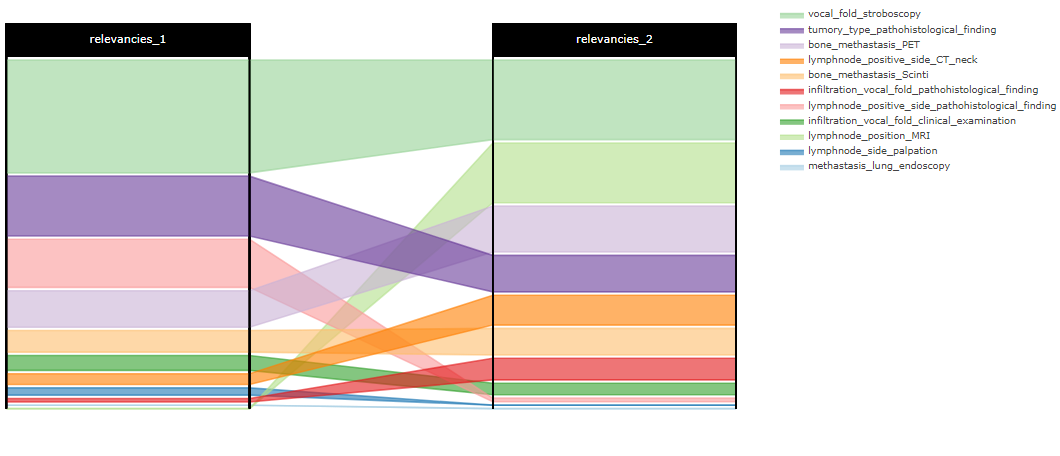 relevancies_1
relevancies_2
vocal_fold_stroboscopy
tumory_type_pathohistological_finding
bone_methastasis_PET
lymphnode_positive_side_CT_neck
bone_methastasis_Scinti
infiltration_vocal_fold_pathohistological_finding
lymphnode_positive_side_pathohistological_finding
infiltration_vocal_fold_clinical_examination
lymphnode_position_MRI
lymphnode_side_palpation
methastasis_lung_endoscopy